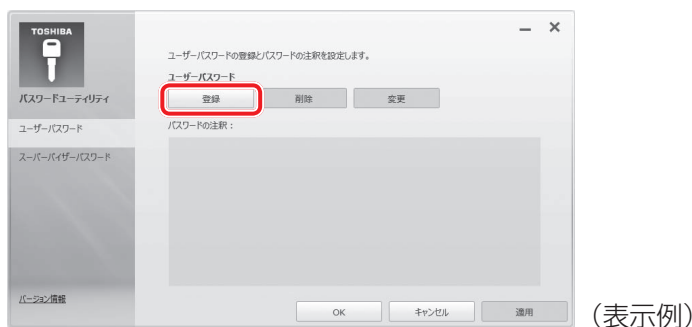 TOSHIBA
パスワードユーティリティ
ユーザーパスワード
スーパーバイザーパスワード
バージョン情報
ユーザーパスワードの登録とパスワードの注釈を設定します。
ユーザーパスワード
登録 削除 変更
パスワードの注釈：
OK キャンセル 適用
（表示例）